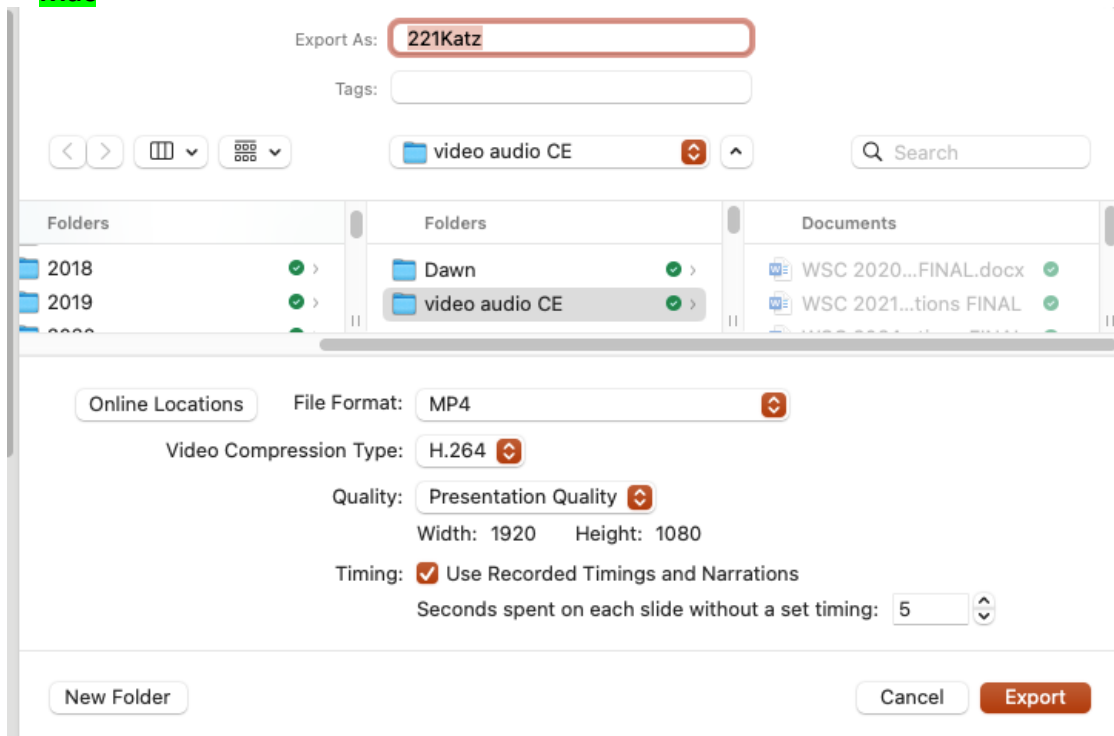 Export As: 221Katz
Tags:
video audio CE
Search
Folders Folders Documents
2018 Dawn WSC 2020...FINAL.docx
2019 video audio CE WSC 2021...tions FINAL
Online Locations File Format: MP4
Video Compression Type: H.264
Quality: Presentation Quality
Width: 1920 Height: 1080
Timing: Use Recorded Timings and Narrations
Seconds spent on each slide without a set timing: 5
New Folder Cancel Export